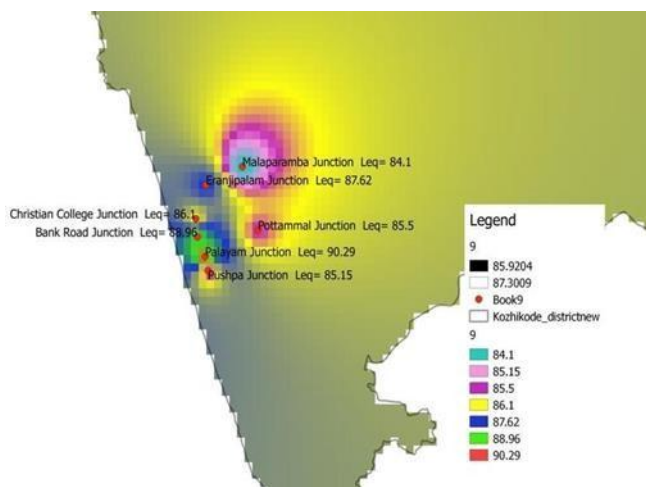 Malaparamba Junction Leq= 84.1
Eranjipalam Junction Leq= 87.62
Christian College Junction Leq= 86.1
Pottammal Junction Leq= 85.5
Bank Road Junction Leq= 88.96
Palayam Junction Leq= 90.29
Pushpa Junction Leq= 85.15
Legend
9
85.9204
87.3009
Book9
Kozhikode_districtnew
9
84.1
85.15
85.5
86.1
87.62
88.96
90.29